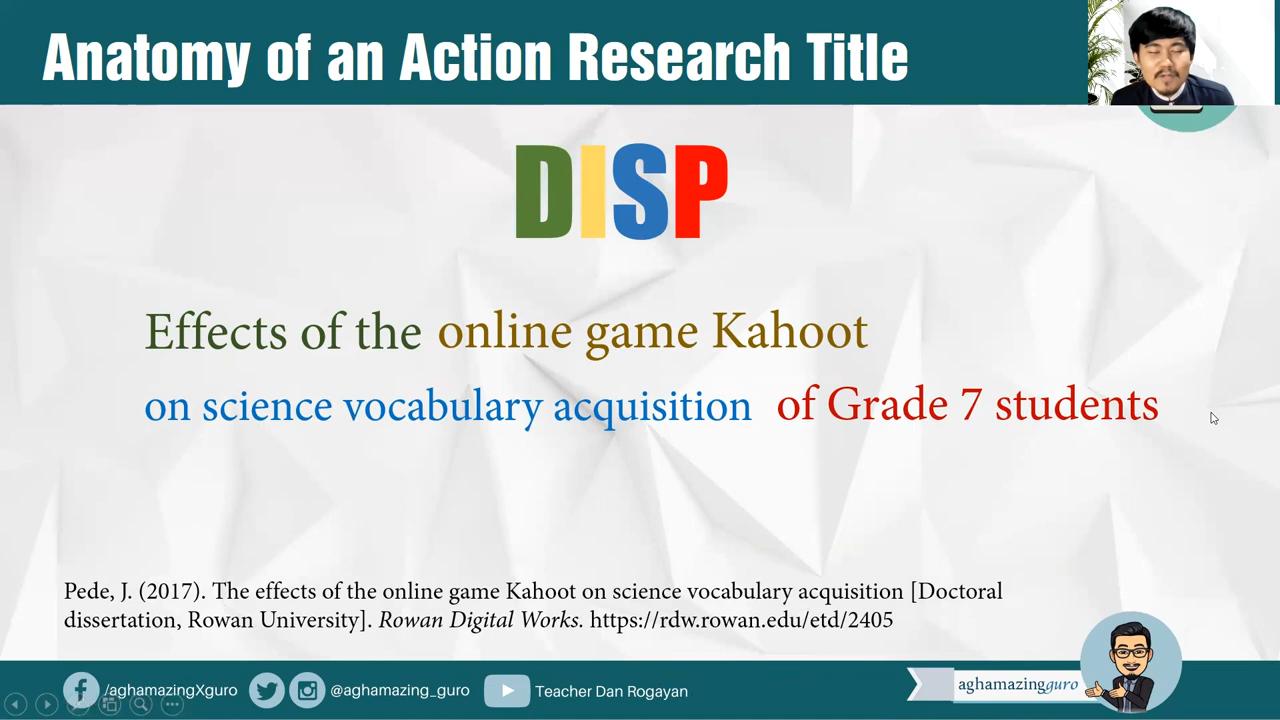 Anatomy of an Action Research Title
DISP
Effects of the online game Kahoot
on science vocabulary acquisition of Grade 7 students
Pede, J. (2017). The effects of the online game Kahoot on science vocabulary acquisition [Doctoral
dissertation, Rowan University]. Rowan Digital Works. https://rdw.rowan.edu/etd/2405
/aghamazingXguro @aghamazing_guro Teacher Dan Rogayan aghamazingguro